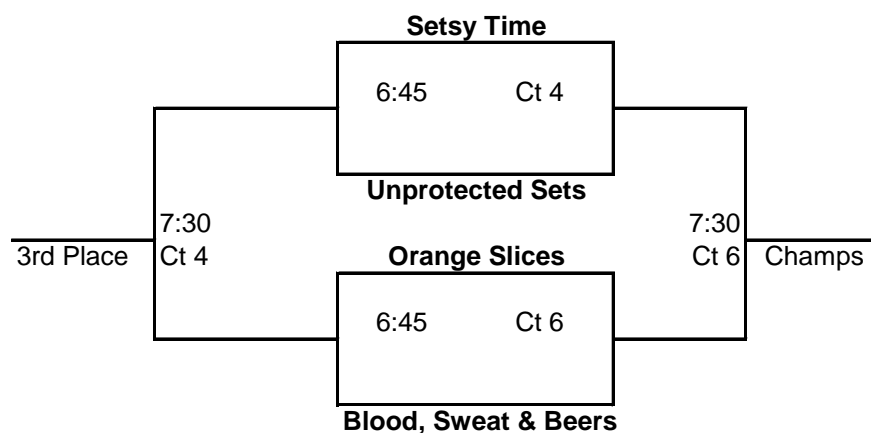 Setsy Time
6:45 Ct 4
Unprotected Sets
7:30 7:30
3rd Place Ct 4 Orange Slices Ct 6 Champs
6:45 Ct 6
Blood, Sweat & Beers